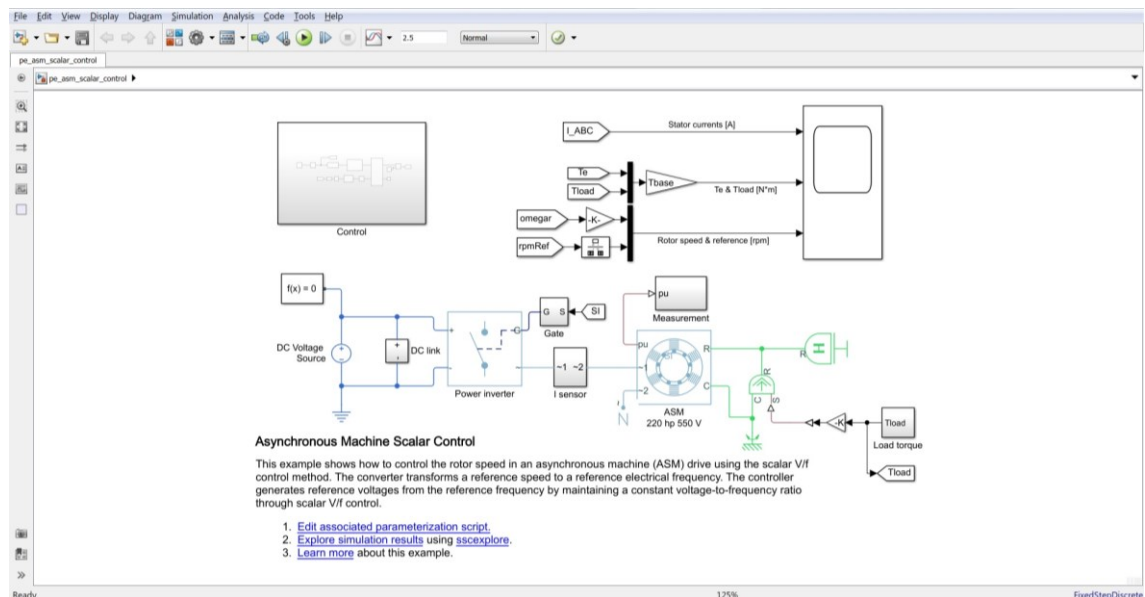 File Edit View Display Diagram Simulation Analysis Code Tools Help
2.5
Normal
pe_asm_scalar_control
pe_asm_scalar_control
I_ABC
Stator currents [A]
Te
Tload
Tbase
Te & Tload [N*m]
omegar
-K-
rpmRef
Rotor speed & reference [rpm]
Control
f(x) = 0
DC Voltage
Source
+
-
DC link
+
-
G
Power inverter
G S
SI
Gate
~1 ~2
I sensor
pu
Measurement
pu
~1
~2
R
C
N
ASM
220 hp 550 V
R
H
R
C
S
-K-
Tload
Load torque
Tload
Asynchronous Machine Scalar Control
This example shows how to control the rotor speed in an asynchronous machine (ASM) drive using the scalar V/f
control method. The converter transforms a reference speed to a reference electrical frequency. The controller
generates reference voltages from the reference frequency by maintaining a constant voltage-to-frequency ratio
through scalar V/f control.
1. Edit associated parameterization script.
2. Explore simulation results using sscexplore.
3. Learn more about this example.
Ready
125%
FixedStepDiscrete